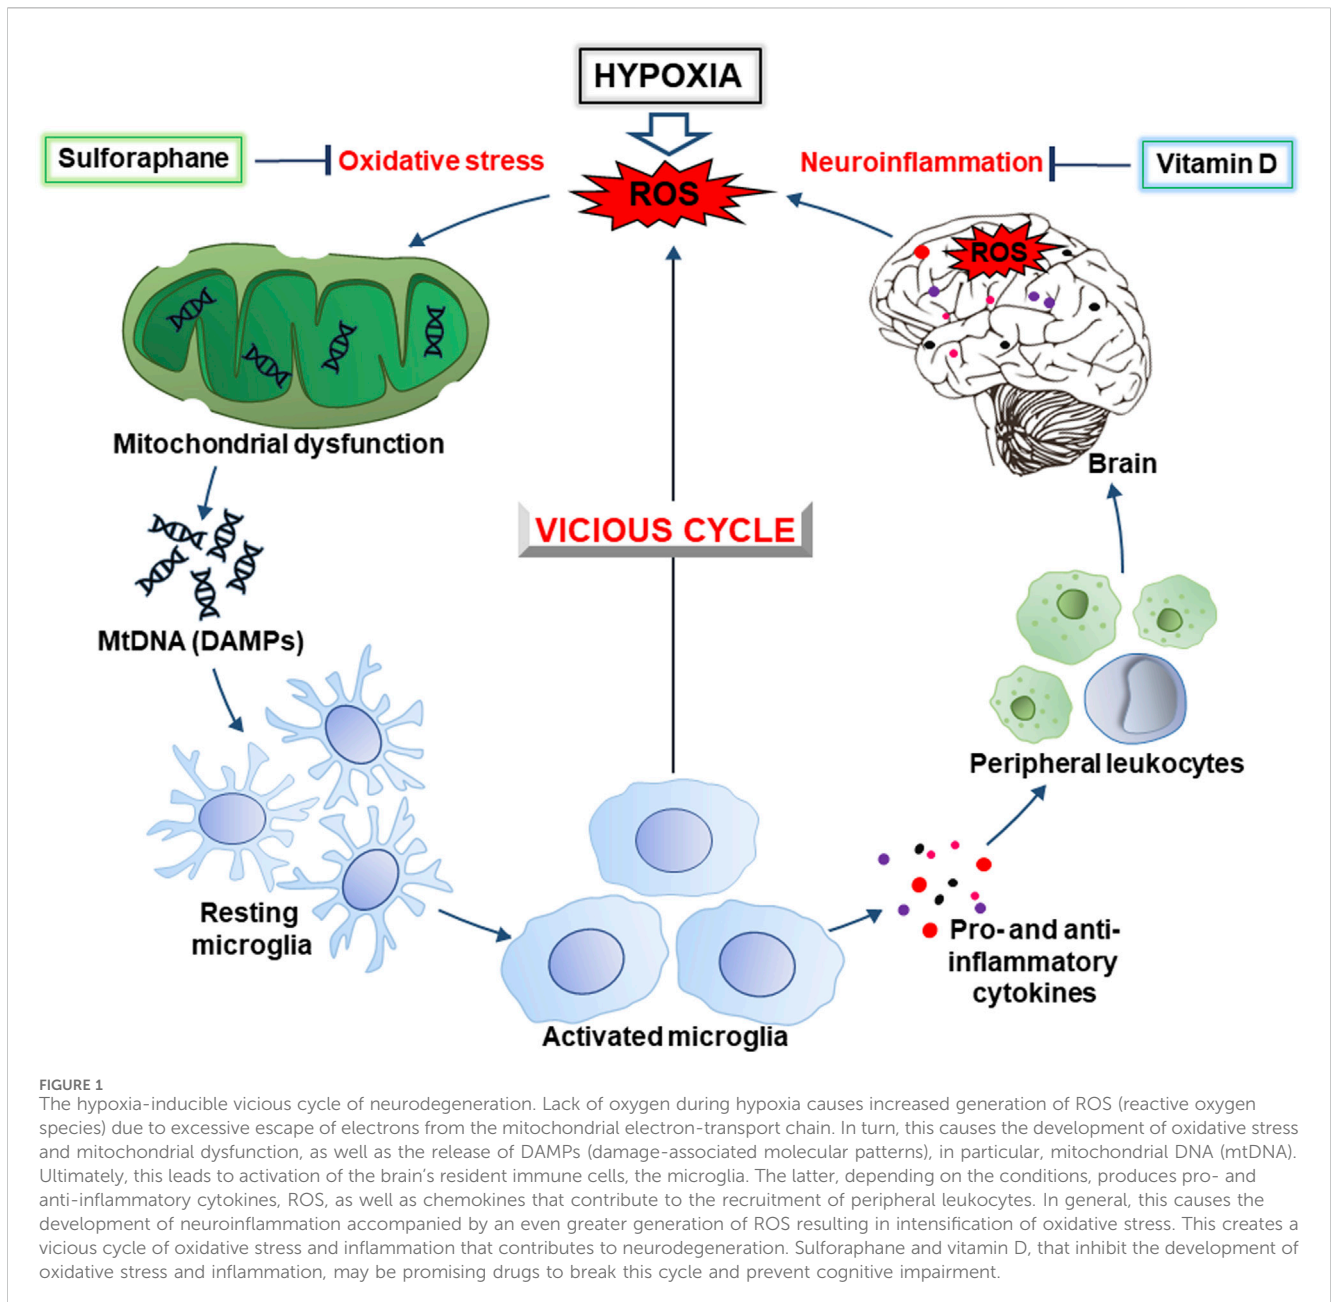 HYPOXIA
Sulforaphane
Oxidative stress
ROS
Neuroinflammation
Vitamin D
ROS
Mitochondrial dysfunction
Brain
VICIOUS CYCLE
MtDNA (DAMPs)
Peripheral leukocytes
Resting
microglia
Pro- and anti-
inflammatory
cytokines
Activated microglia
FIGURE 1
The hypoxia-inducible vicious cycle of neurodegeneration. Lack of oxygen during hypoxia causes increased generation of ROS (reactive oxygen
species) due to excessive escape of electrons from the mitochondrial electron-transport chain. In turn, this causes the development of oxidative stress
and mitochondrial dysfunction, as well as the release of DAMPs (damage-associated molecular patterns), in particular, mitochondrial DNA (mtDNA).
Ultimately, this leads to activation of the brain's resident immune cells, the microglia. The latter, depending on the conditions, produces pro- and
anti-inflammatory cytokines, ROS, as well as chemokines that contribute to the recruitment of peripheral leukocytes. In general, this causes the
development of neuroinflammation accompanied by an even greater generation of ROS resulting in intensification of oxidative stress. This creates a
vicious cycle of oxidative stress and inflammation that contributes to neurodegeneration. Sulforaphane and vitamin D, that inhibit the development of
oxidative stress and inflammation, may be promising drugs to break this cycle and prevent cognitive impairment.